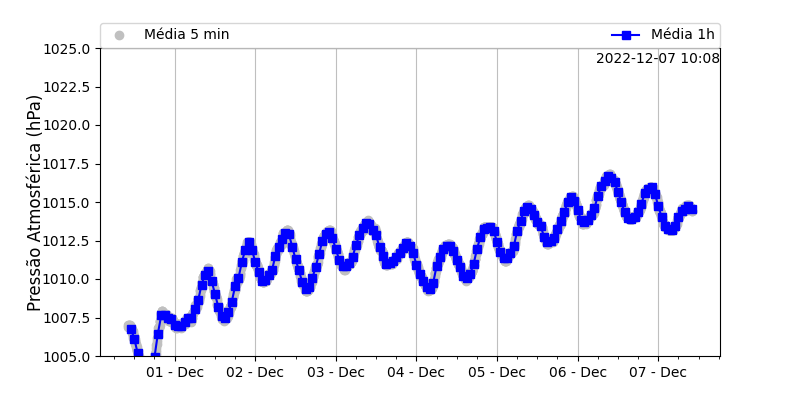 Média 5 min
Média 1h
2022-12-07 10:08
Pressão Atmosférica (hPa)
1025.0
1022.5
1020.0
1017.5
1015.0
1012.5
1010.0
1007.5
1005.0
01 - Dec
02 - Dec
03 - Dec
04 - Dec
05 - Dec
06 - Dec
07 - Dec